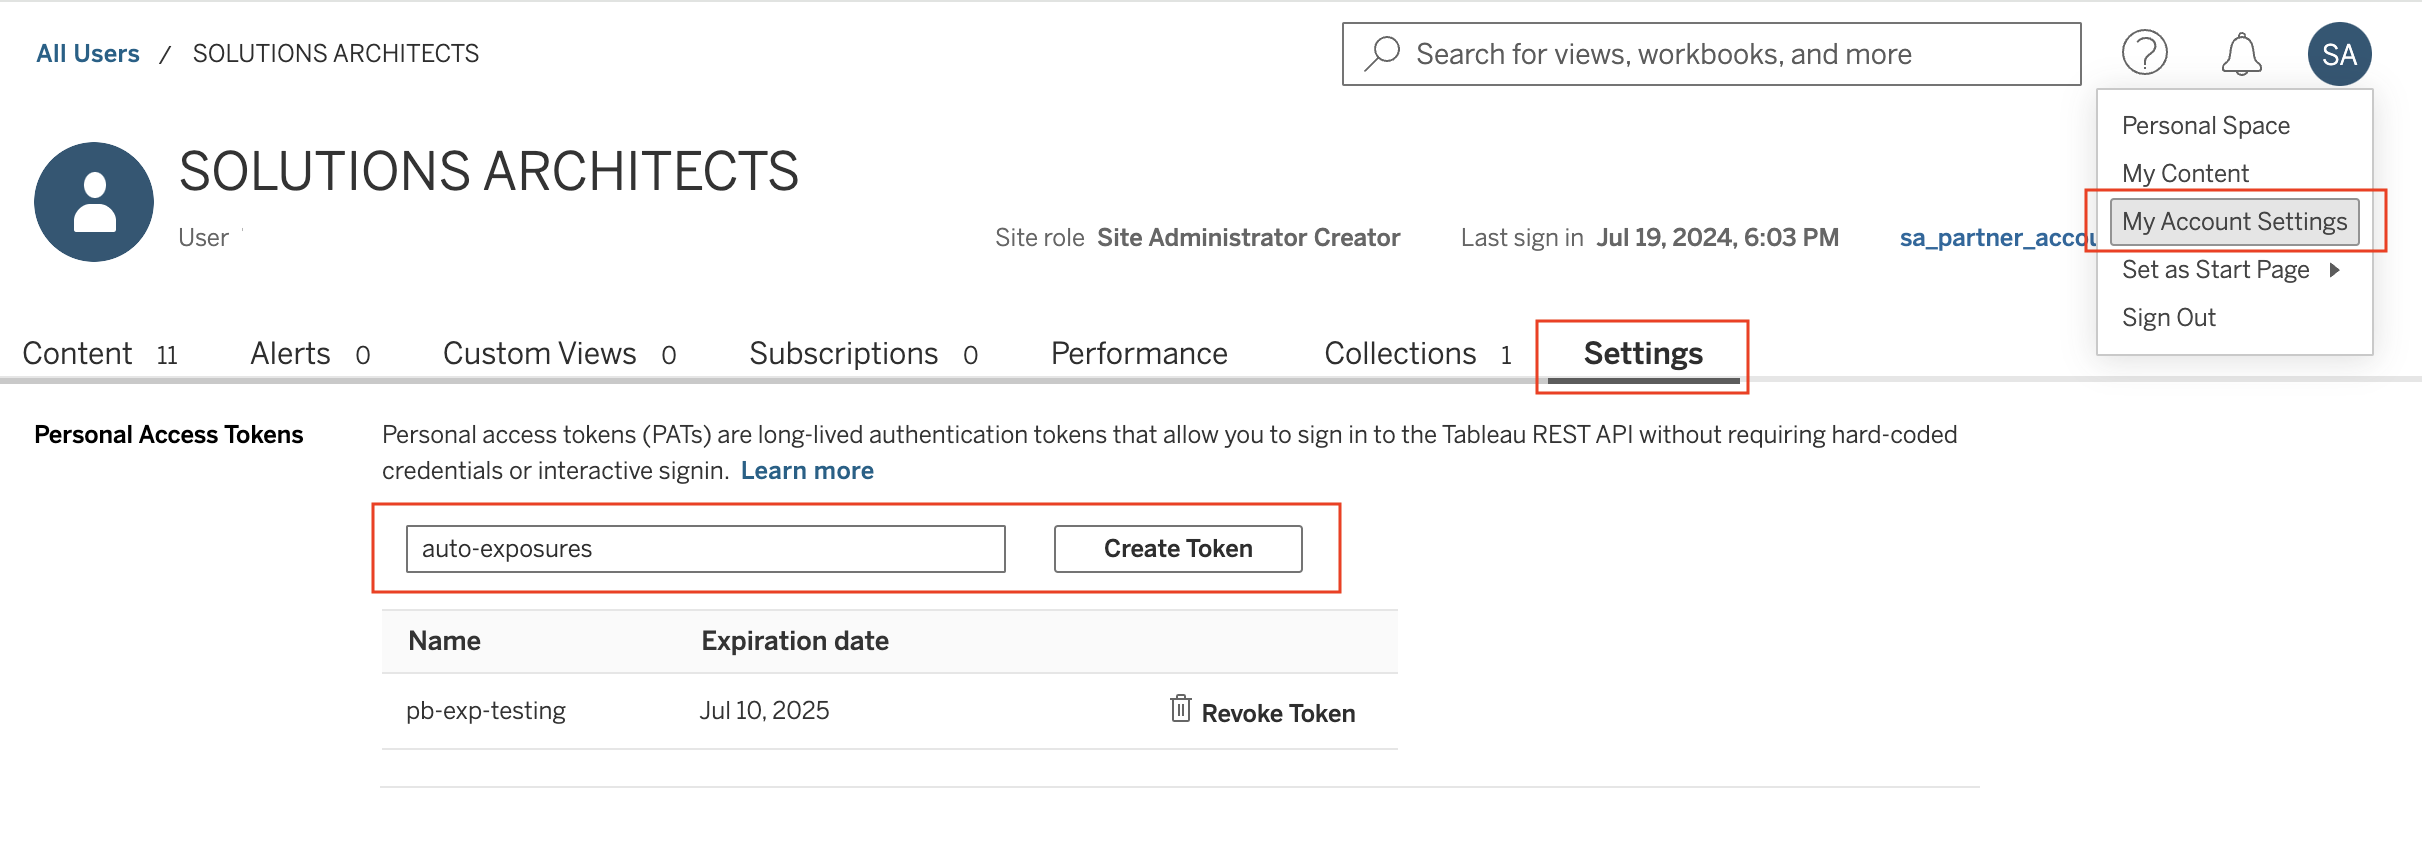 All Users / SOLUTIONS ARCHITECTS
Search for views, workbooks, and more
SA
Personal Space
My Content
My Account Settings
Set as Start Page
Sign Out
SOLUTIONS ARCHITECTS
User
Site role Site Administrator Creator
Last sign in Jul 19, 2024, 6:03 PM
Content 11
Alerts 0
Custom Views 0
Subscriptions 0
Performance
Collections 1
Settings
Personal Access Tokens
Personal access tokens (PATs) are long-lived authentication tokens that allow you to sign in to the Tableau REST API without requiring hard-coded
credentials or interactive signin. Learn more
auto-exposures
Create Token
Name Expiration date
pb-exp-testing Jul 10, 2025 Revoke Token